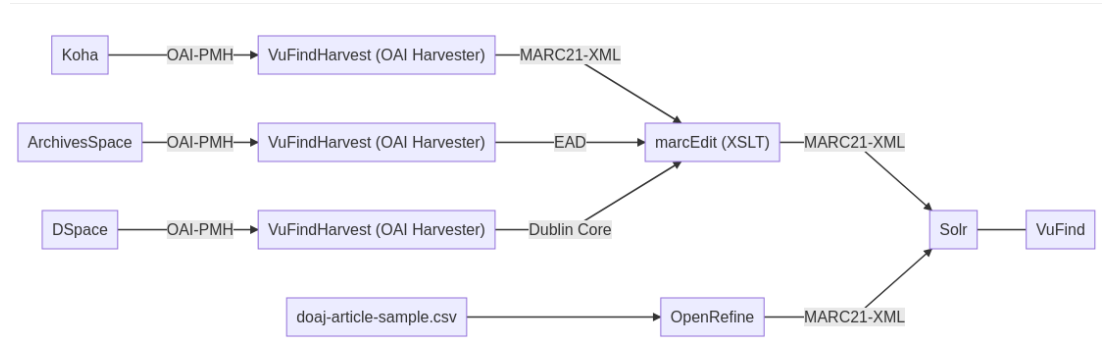 Koha
OAI-PMH
VuFindHarvest (OAI Harvester)
MARC21-XML
ArchivesSpace
OAI-PMH
VuFindHarvest (OAI Harvester)
EAD
marcEdit (XSLT)
MARC21-XML
DSpace
OAI-PMH
VuFindHarvest (OAI Harvester)
Dublin Core
Solr
VuFind
doaj-article-sample.csv
OpenRefine
MARC21-XML